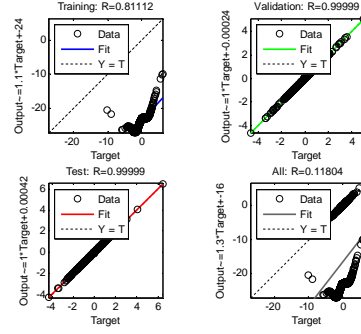 Training: R=0.81112
Output~=1.1*Target+-24
Data
Fit
Y = T
0
-10
-20
-10
0
Target
Validation: R=0.99999
Output~=1*Target+-0.00024
Data
Fit
Y = T
4
2
0
-2
-4
-4
-2
0
2
4
Target
Test: R=0.99999
Output~=1*Target+0.00042
Data
Fit
Y = T
6
4
2
0
-2
-4
-4
-2
0
2
4
6
Target
All: R=0.11804
Output~=1.3*Target+-16
Data
Fit
Y = T
0
-10
-20
-10
0
Target